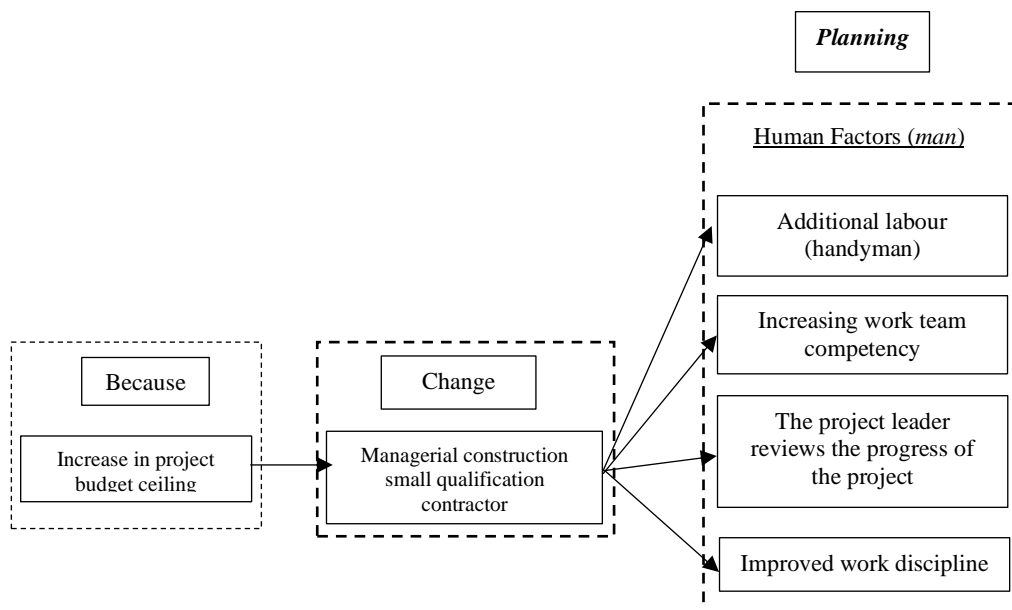 Planning
Human Factors (man)
Additional labour
(handyman)
Increasing work team
competency
The project leader
reviews the progress of
the project
Improved work discipline
Because
Increase in project
budget ceiling
Change
Managerial construction
small qualification
contractor